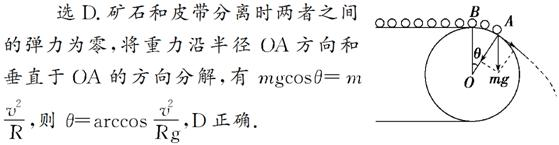 选 D. 矿石和皮带分离时两者之间
的弹力为零,将重力沿半径 OA 方向和
垂直于 OA 的方向分解,有 mgcosθ=m
v²/R,则 θ=arccos v²/Rg,D 正确.
B
A
θ
O
mg